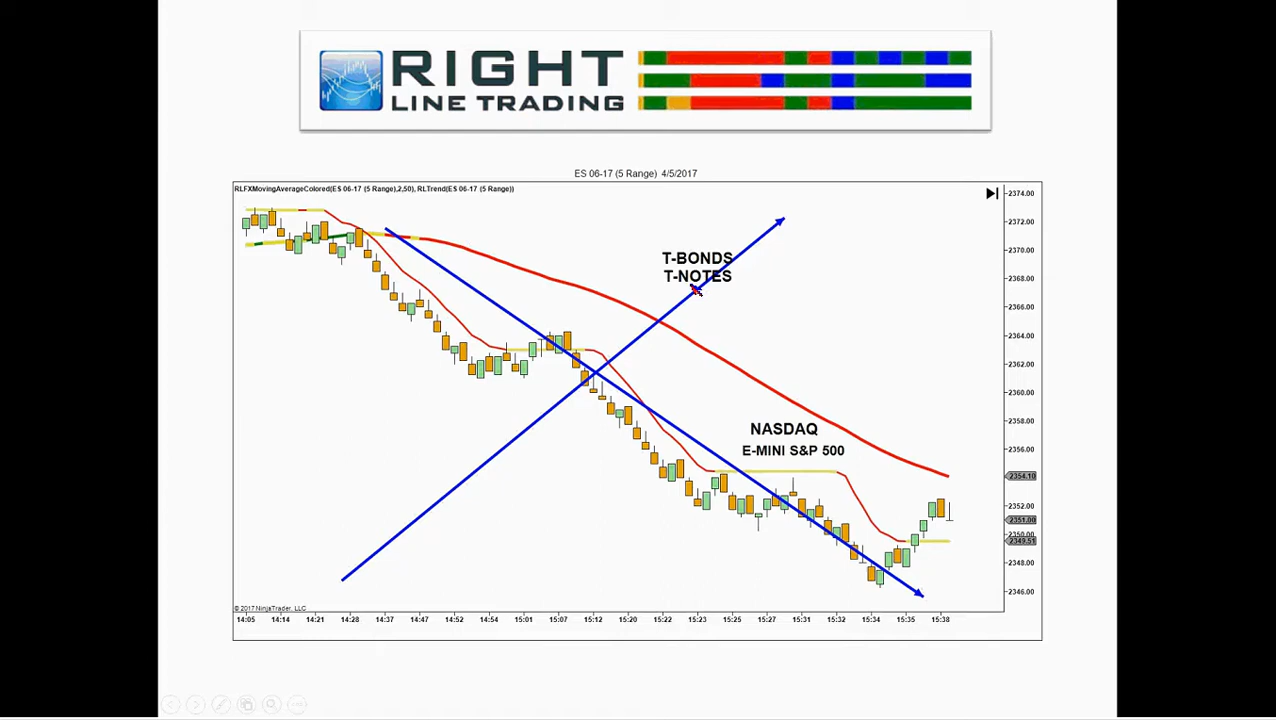 RIGHT
LINE TRADING
ES 06-17 (5 Range) 4/5/2017
RLFXMovingAverageColored(ES 06-17 (5 Range),2,50), RLTrend(ES 06-17 (5 Range))
2374.00
2372.00
2370.00
2368.00
2366.00
2364.00
2362.00
2360.00
2358.00
2356.00
2354.10
2352.00
2351.00
2350.00
2349.51
2348.00
2346.00
T-BONDS
T-NOTES
NASDAQ
E-MINI S&P 500
© 2017 NinjaTrader, LLC
14:05 14:14 14:21 14:28 14:37 14:47 14:52 14:54 15:01 15:07 15:12 15:20 15:22 15:23 15:25 15:27 15:31 15:32 15:34 15:35 15:38